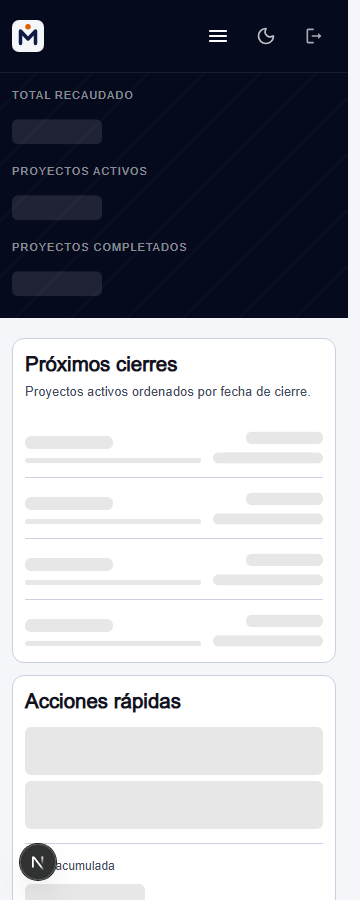 M
TOTAL RECAUDADO
PROYECTOS ACTIVOS
PROYECTOS COMPLETADOS
Próximos cierres
Proyectos activos ordenados por fecha de cierre.
Acciones rápidas
N
acumulada